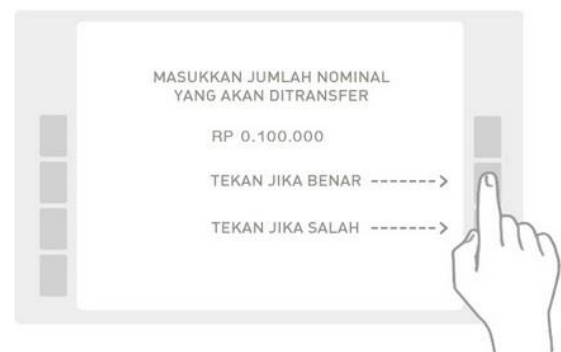 MASUKKAN JUMLAH NOMINAL
YANG AKAN DITRANSFER
RP 0.100.000
TEKAN JIKA BENAR ------->
TEKAN JIKA SALAH ------->